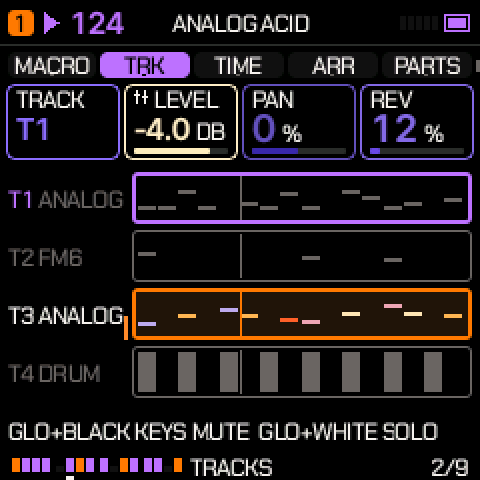 1 124 ANALOG ACID
MACRO TRK TIME ARR PARTS
TRACK LEVEL PAN REV
T1 -4.0 DB 0 % 12 %
T1 ANALOG
T2 FM6
T3 ANALOG
T4 DRUM
GLO+BLACK KEYS MUTE GLO+WHITE SOLO
TRACKS 2/9